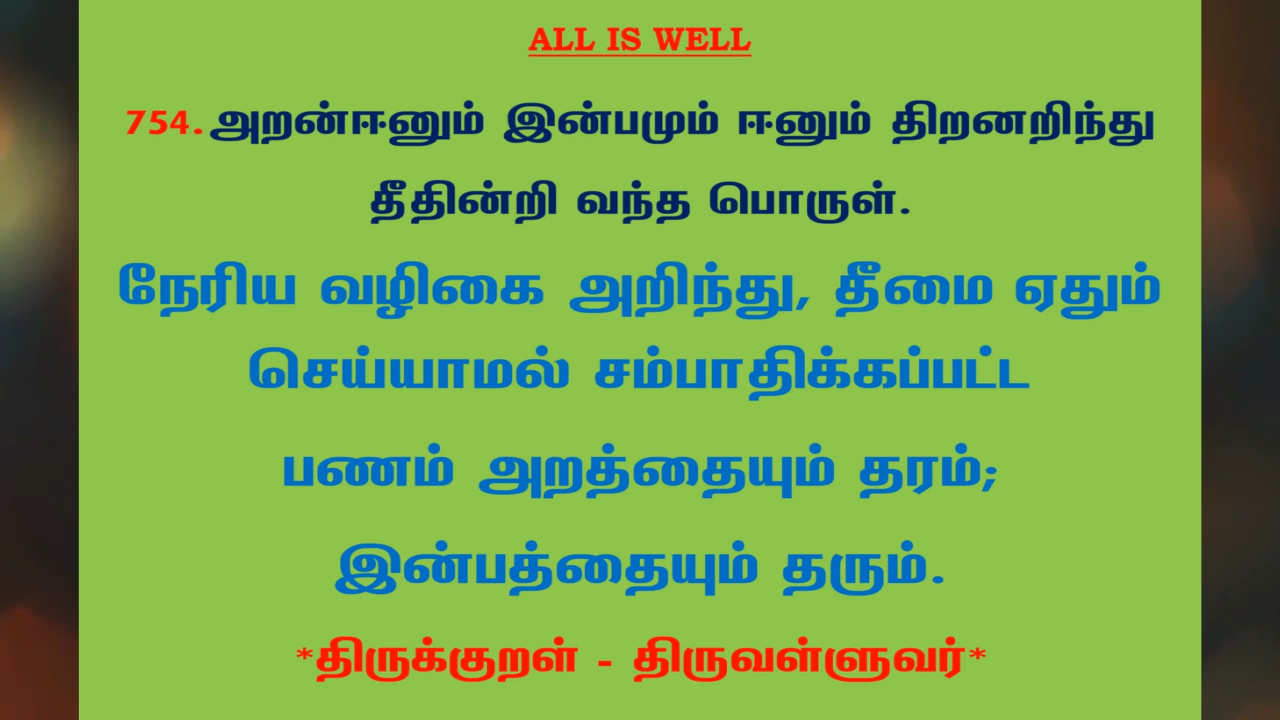 ALL IS WELL
754. அறன்ஈனும் இன்பமும் ஈனும் திறனறிந்து
தீதின்றி வந்த பொருள்.
நேரிய வழிகை அறிந்து, தீமை ஏதும்
செய்யாமல் சம்பாதிக்கப்பட்ட
பணம் அறத்தையும் தரம்;
இன்பத்தையும் தரும்.
*திருக்குறள் - திருவள்ளுவர்*